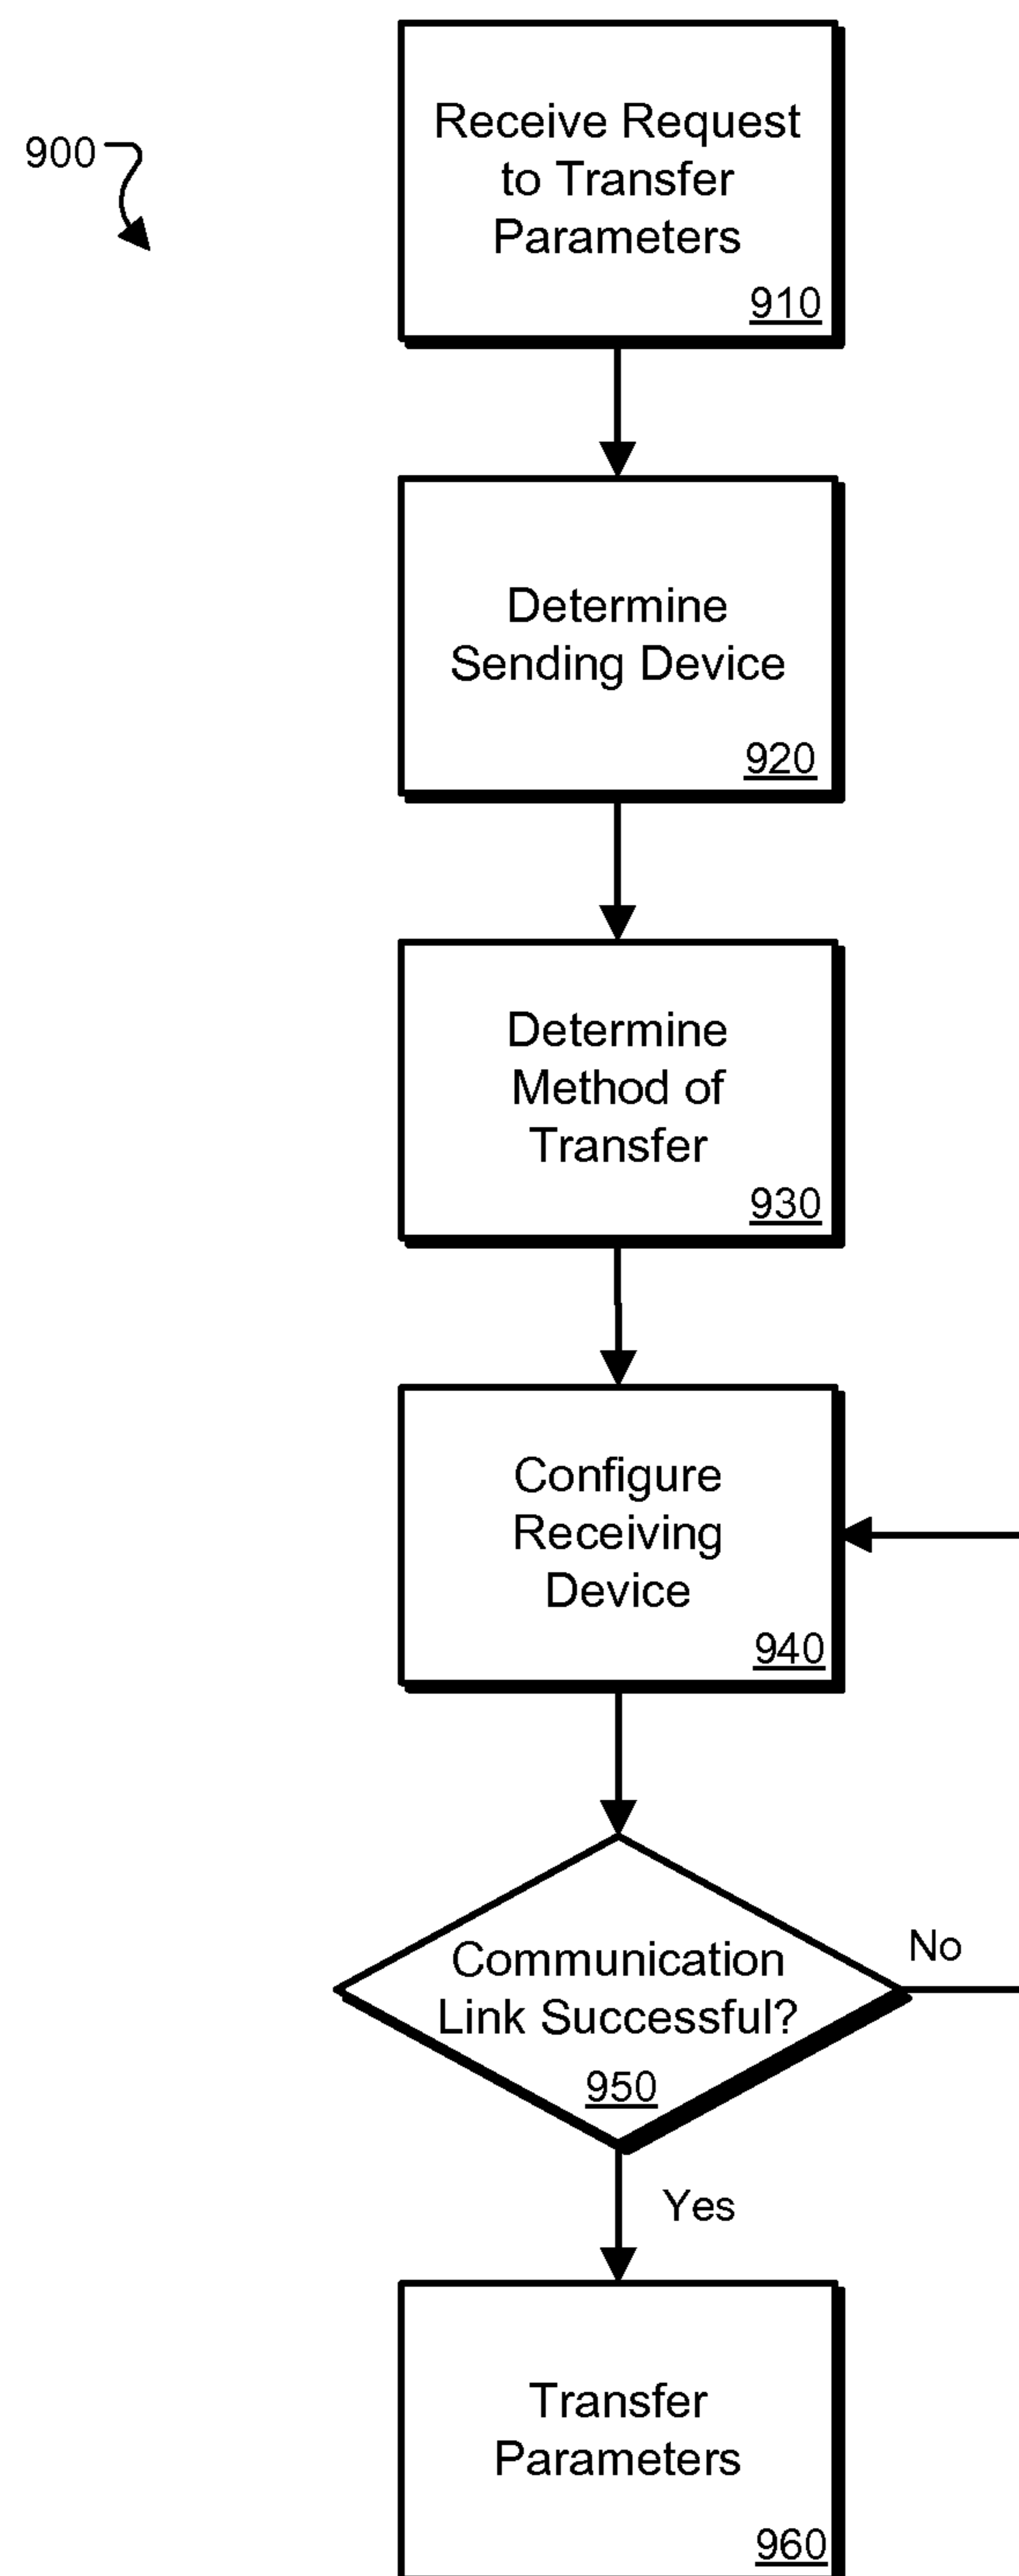 900
Receive Request
to Transfer
Parameters
910
Determine
Sending Device
920
Determine
Method of
Transfer
930
Configure
Receiving
Device
940
Communication
Link Successful?
950
No
Yes
Transfer
Parameters
960